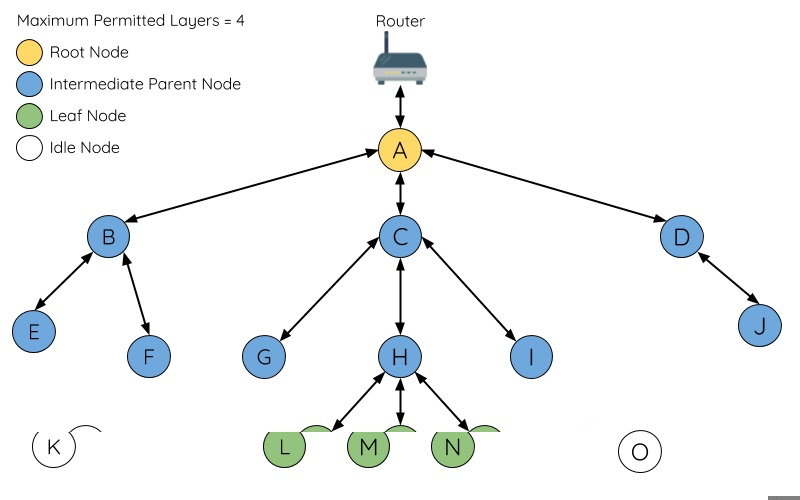 Maximum Permitted Layers = 4
Router
Root Node
Intermediate Parent Node
Leaf Node
Idle Node
A
B
C
D
E
F
G
H
I
J
K
L
M
N
O